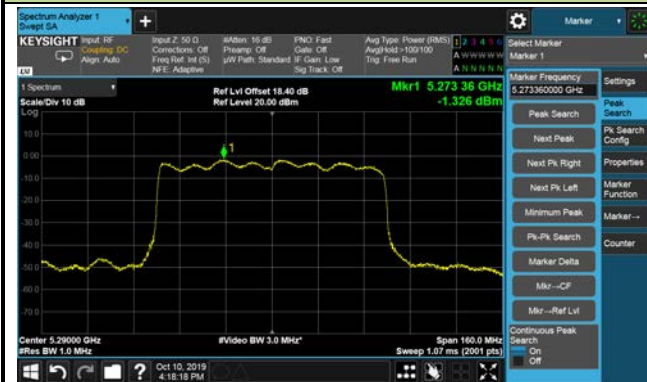 Spectrum Analyzer 1
Swept SA
Marker
KEYSIGHT
Input: RF
Coupling: DC
Align: Auto
Input Z: 50 Ω
Corrections: Off
Freq Ref: Int (S)
NFE: Adaptive
#Atten: 16 dB
Preamp: Off
µW Path: Standard
PNO: Fast
Gate: Off
IF Gain: Low
Sig Track: Off
Avg Type: Power (RMS)
Avg|Hold:>100/100
Trig: Free Run
1 2 3 4 5 6
A W W W W W
A N N N N N
Select Marker
Marker 1
LXI
1 Spectrum
Scale/Div 10 dB
Log
Ref Lvl Offset 18.40 dB
Ref Level 20.00 dBm
Mkr1 5.273 36 GHz
-1.326 dBm
10.0
0.00
-10.0
-20.0
-30.0
-40.0
-50.0
-60.0
-70.0
1
Center 5.29000 GHz
#Res BW 1.0 MHz
#Video BW 3.0 MHz*
Span 160.0 MHz
Sweep 1.07 ms (2001 pts)
Marker Frequency
5.273360000 GHz
Peak Search
Next Peak
Next Pk Right
Next Pk Left
Minimum Peak
Pk-Pk Search
Marker Delta
Mkr→CF
Mkr→Ref Lvl
Continuous Peak
Search
On
Off
Settings
Peak
Search
Pk Search
Config
Properties
Marker
Function
Marker→
Counter
?
Oct 10, 2019
4:18:18 PM